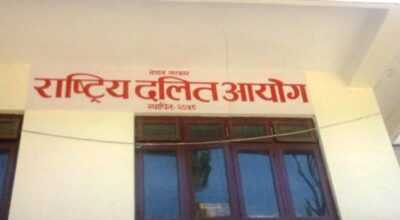 नेपाल सरकार
राष्ट्रिय दलित आयोग
स्थापित-२०५८